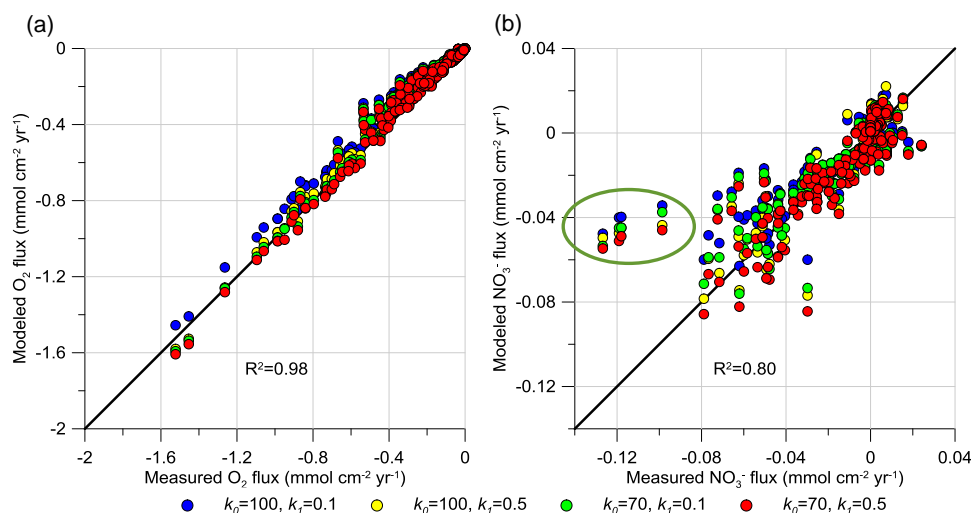 (a)
(b)
Modeled O₂ flux (mmol cm⁻² yr⁻¹)
0
-0.4
-0.8
-1.2
-1.6
-2
R²=0.98
-2
-1.6
-1.2
-0.8
-0.4
0
Measured O₂ flux (mmol cm⁻² yr⁻¹)
Modeled NO₃⁻ flux (mmol cm⁻² yr⁻¹)
0.04
0
-0.04
-0.08
-0.12
R²=0.80
-0.12
-0.08
-0.04
0
0.04
Measured NO₃⁻ flux (mmol cm⁻² yr⁻¹)
k₀=100, k₁=0.1
k₀=100, k₁=0.5
k₀=70, k₁=0.1
k₀=70, k₁=0.5